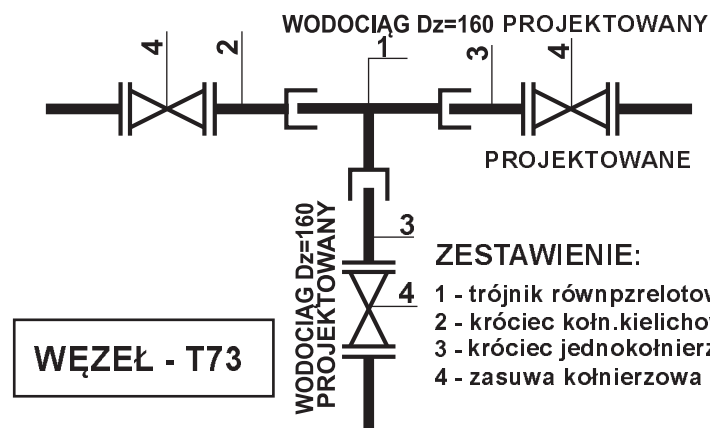 WODOCIĄG Dz=160 PROJEKTOWANY
4
2
1
3
4
PROJEKTOWANE
WODOCIĄG Dz=160
PROJEKTOWANY
3
4
ZESTAWIENIE:
1 - trójnik równpzrelotow
2 - króciec kołn.kielichow
3 - króciec jednokołnierz
4 - zasuwa kołnierzowa
WĘZEŁ - T73